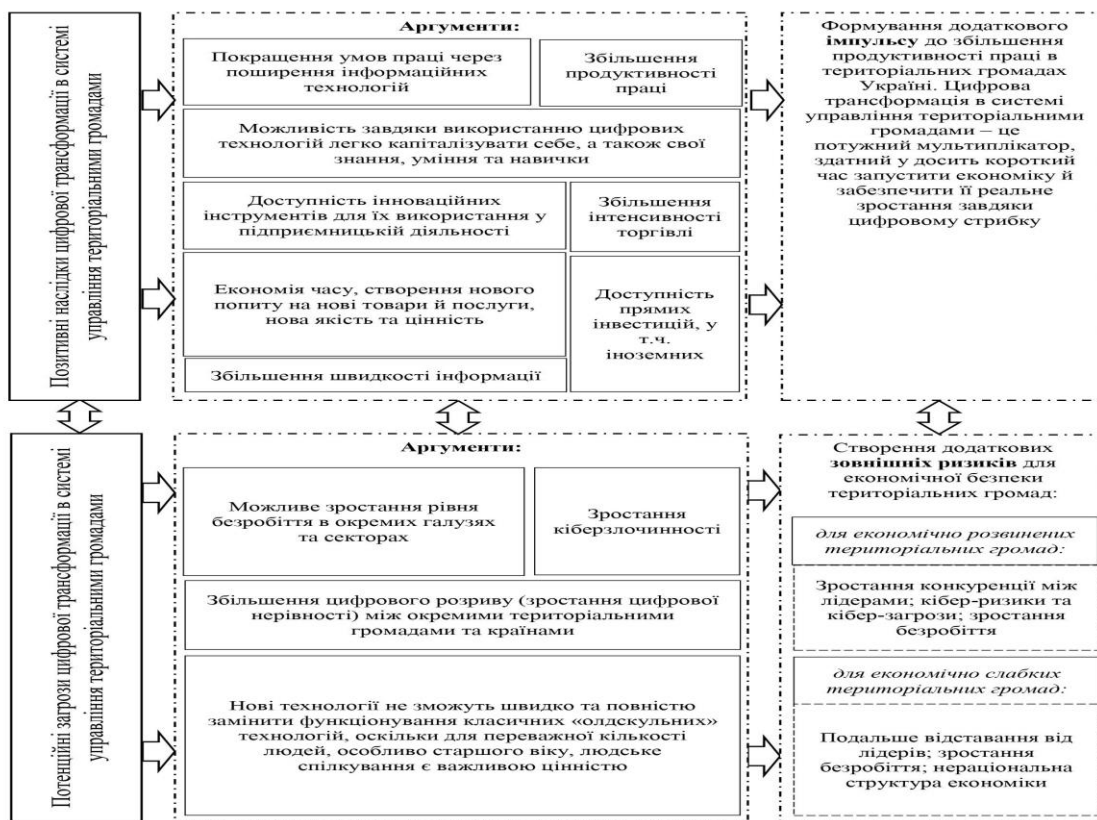 Позитивні наслідки цифрової трансформації в системі
управління територіальними громадами
Аргументи:
Покращення умов праці через
поширення інформаційних
технологій
Збільшення
продуктивності
праці
Можливість завдяки використанню цифрових
технологій легко капіталізувати себе, а також свої
знання, уміння та навички
Доступність інноваційних
інструментів для їх використання у
підприємницькій діяльності
Збільшення
інтенсивності
торгівлі
Економія часу, створення нового
попиту на нові товари й послуги,
нова якість та цінність
Доступність
прямих
інвестицій, у
т.ч.
іноземних
Збільшення швидкості інформації
Формування додаткового
імпульсу до збільшення
продуктивності праці в
територіальних громадах
Україні. Цифрова
трансформація в системі
управління територіальними
громадами – це
потужний мультиплікатор,
здатний у досить короткий
час запустити економіку й
забезпечити її реальне
зростання завдяки
цифровому стрибку
Потенційні загрози цифрової трансформації в системі
управління територіальними громадами
Аргументи:
Можливе зростання рівня
безробіття в окремих галузях
та секторах
Зростання
кіберзлочинності
Збільшення цифрового розриву (зростання цифрової
нерівності) між окремими територіальними
громадами та країнами
Нові технології не зможуть швидко та повністю
замінити функціонування класичних «олдскульних»
технологій, оскільки для переважної кількості
людей, особливо старшого віку, людське
спілкування є важливою цінністю
Створення додаткових
зовнішніх ризиків для
економічної безпеки
територіальних громад:
для економічно розвинених
територіальних громад:
Зростання конкуренції між
лідерами; кібер-ризики та
кібер-загрози; зростання
безробіття
для економічно слабких
територіальних громад:
Подальше відставання від
лідерів; зростання
безробіття; нераціональна
структура економіки